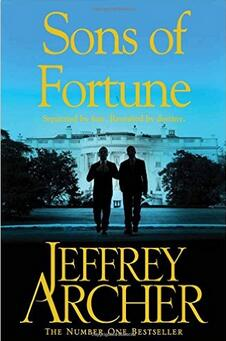 Sons of
Fortune
Separated by fate. Reunited by destiny.
JEFFREY
ARCHER
THE NUMBER ONE BESTSELLER